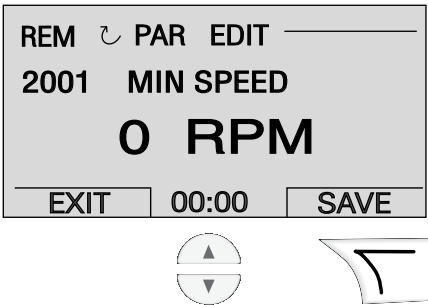 REM PAR EDIT
2001 MIN SPEED
0 RPM
EXIT 00:00 SAVE